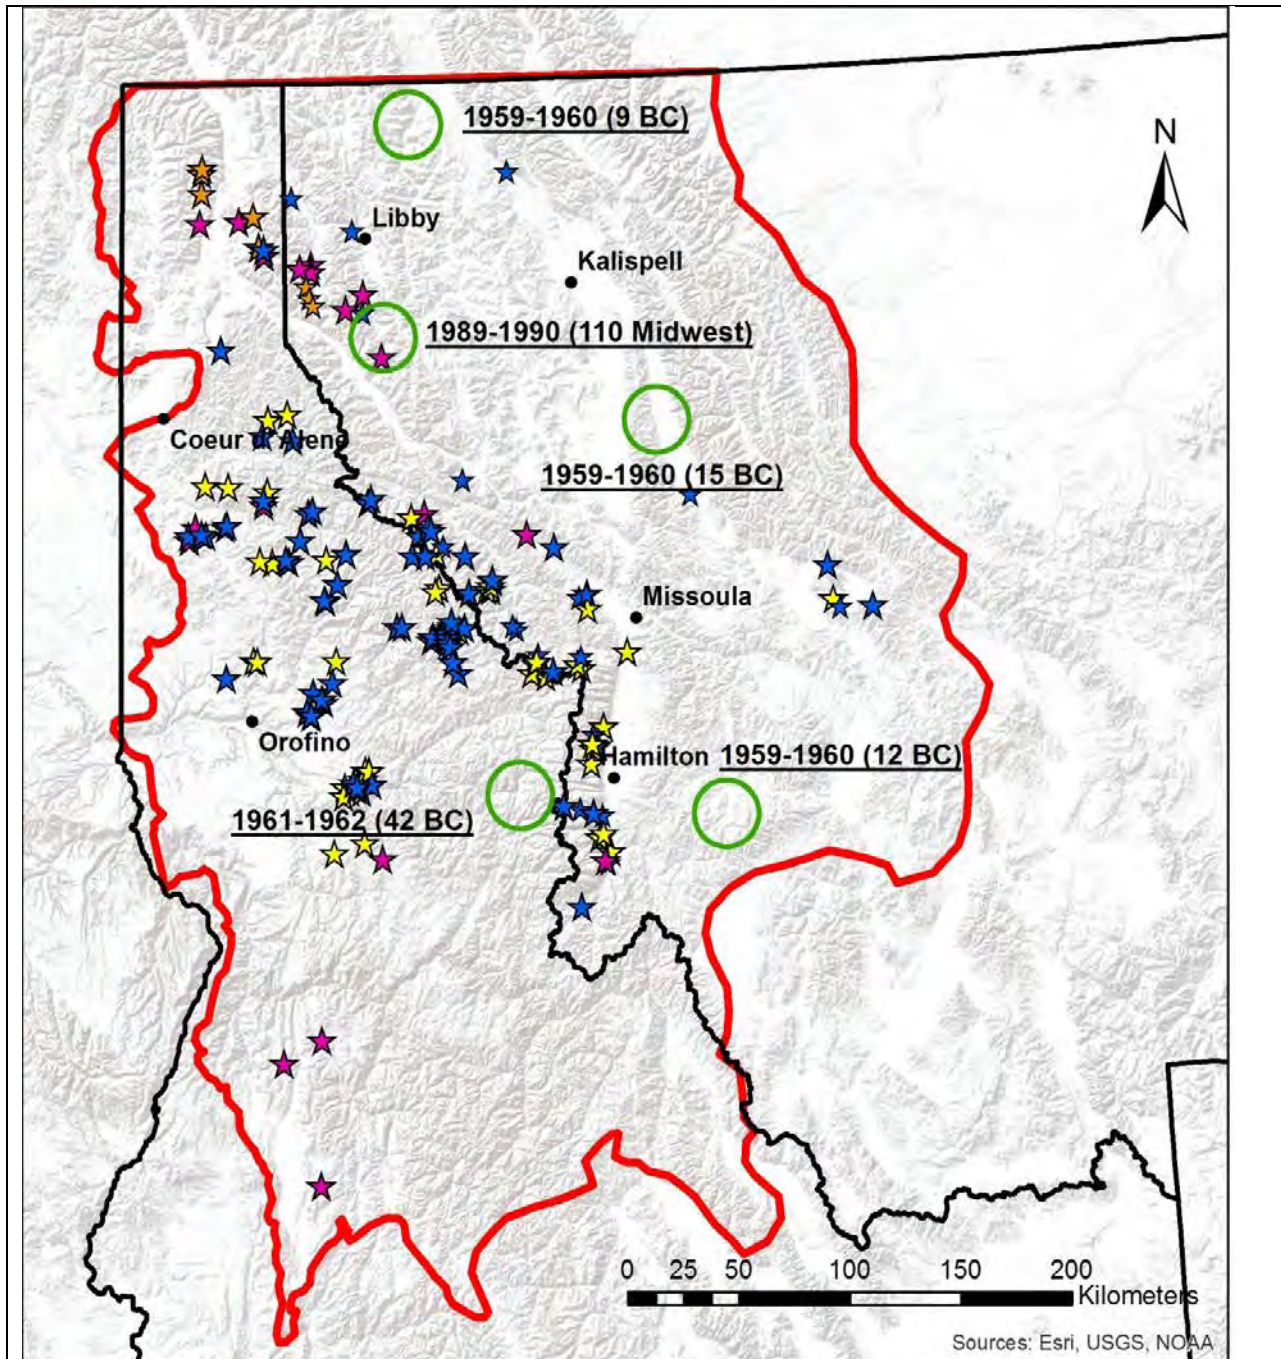 1959-1960 (9 BC)
N
Libby
Kalispell
1989-1990 (110 Midwest)
Coeur d'Alene
1959-1960 (15 BC)
Missoula
Orofino
Hamilton
1959-1960 (12 BC)
1961-1962 (42 BC)
0 25 50 100 150 200
Kilometers
Sources: Esri, USGS, NOAA